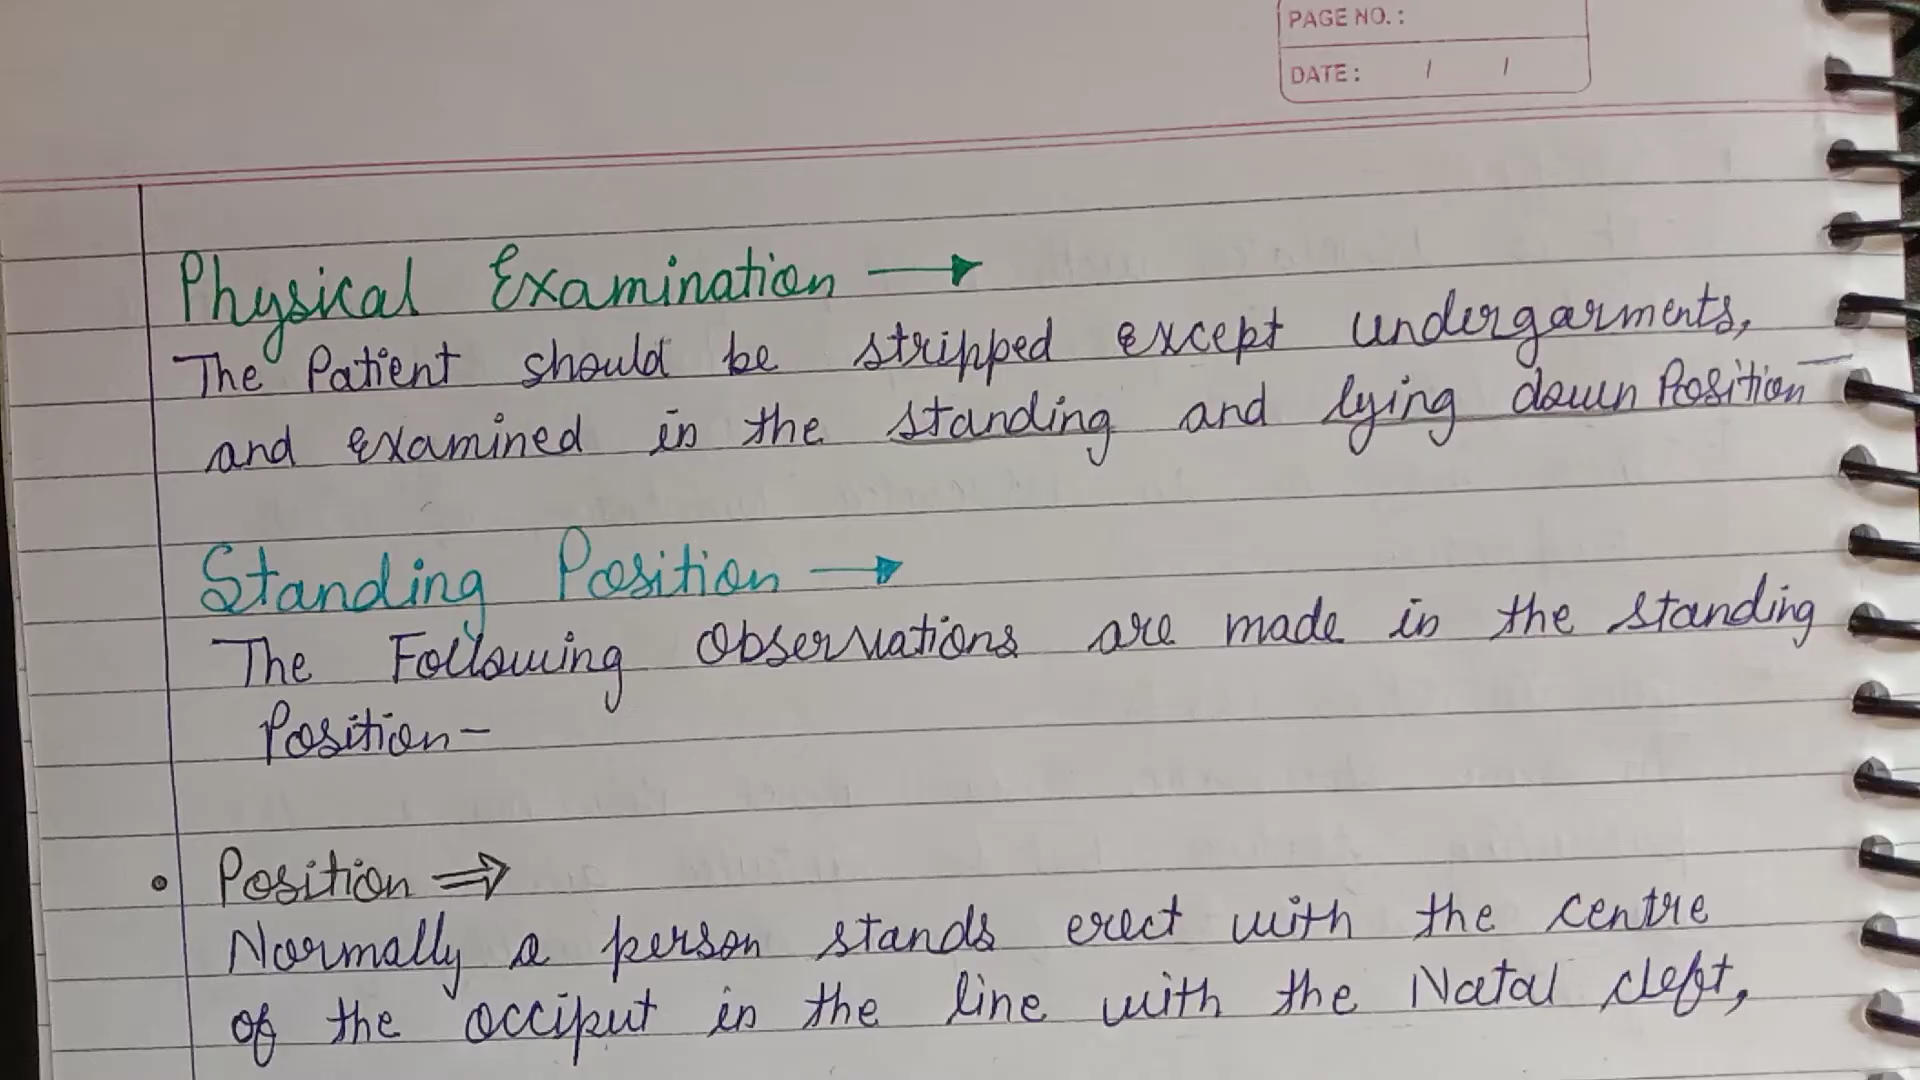 PAGE NO.:
DATE: / /
Physical Examination →
The Patient should be stripped except undergarments,
and examined in the standing and lying down Position
Standing Position →
The Following Observations are made in the standing
Position-
• Position ⇒
Normally a person stands erect with the centre
of the occiput in the line with the Natal cleft,